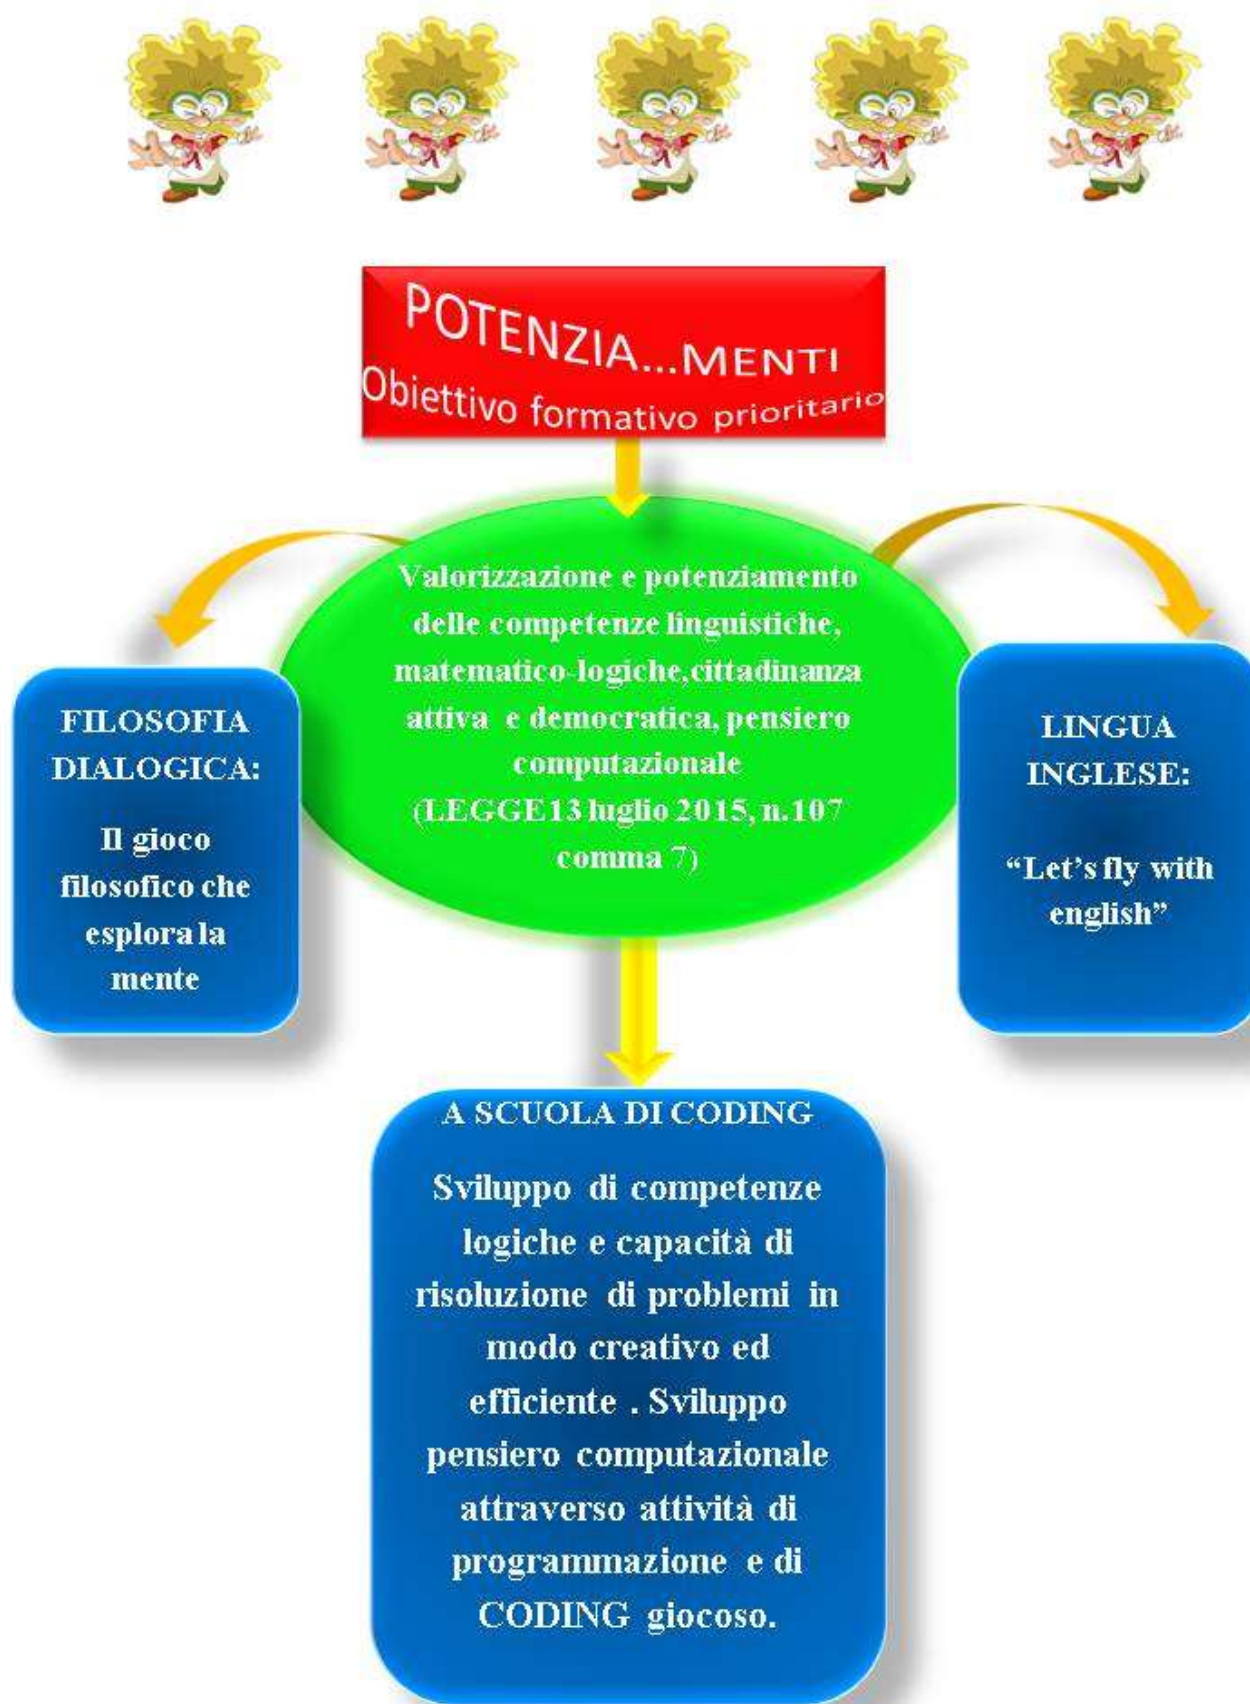 POTENZIA...MENTI
Obiettivo formativo prioritario
Valorizzazione e potenziamento
delle competenze linguistiche,
matematico-logiche,cittadinanza
attiva e democratica, pensiero
computazionale
(LEGGE13 luglio 2015, n.107
comma 7)
FILOSOFIA
DIALOGICA:
Il gioco
filosofico che
esplora la
mente
LINGUA
INGLESE:
“Let’s fly with
english”
A SCUOLA DI CODING
Sviluppo di competenze
logiche e capacità di
risoluzione di problemi in
modo creativo ed
efficiente . Sviluppo
pensiero computazionale
attraverso attività di
programmazione e di
CODING giocoso.